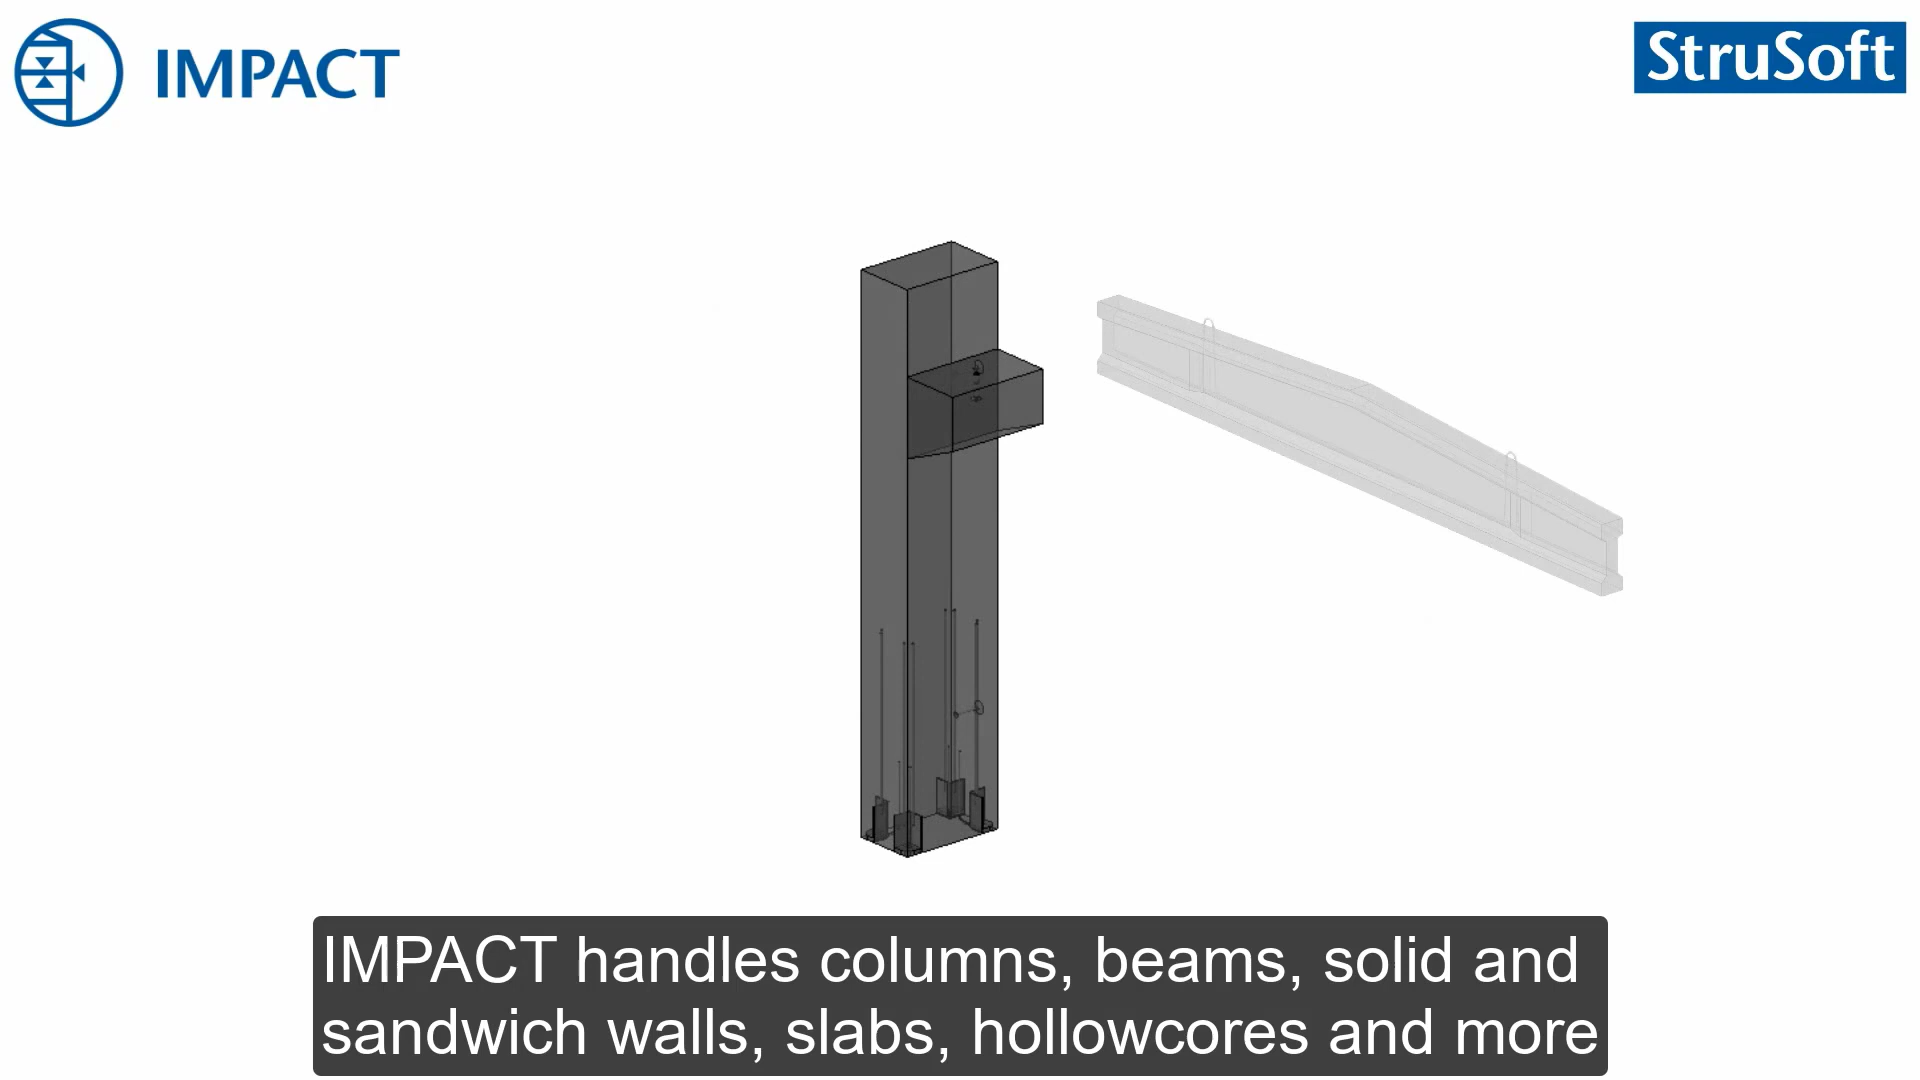 IMPACT
StruSoft
IMPACT handles columns, beams, solid and
sandwich walls, slabs, hollowcores and more